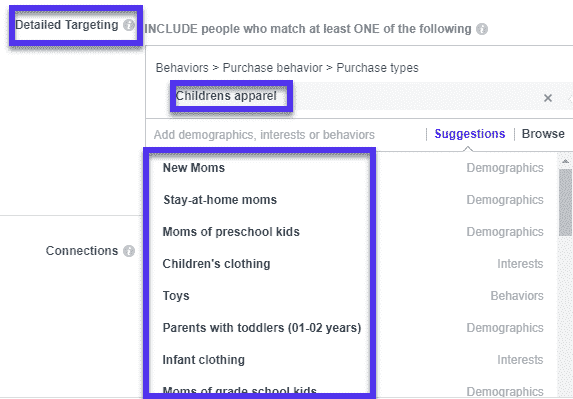 Detailed Targeting
INCLUDE people who match at least ONE of the following
Behaviors > Purchase behavior > Purchase types
Childrens apparel
Add demographics, interests or behaviors | Suggestions | Browse
New Moms Demographics
Stay-at-home moms Demographics
Moms of preschool kids Demographics
Connections
Children's clothing Interests
Toys Behaviors
Parents with toddlers (01-02 years) Demographics
Infant clothing Interests
Moms of grade school kids Demographics